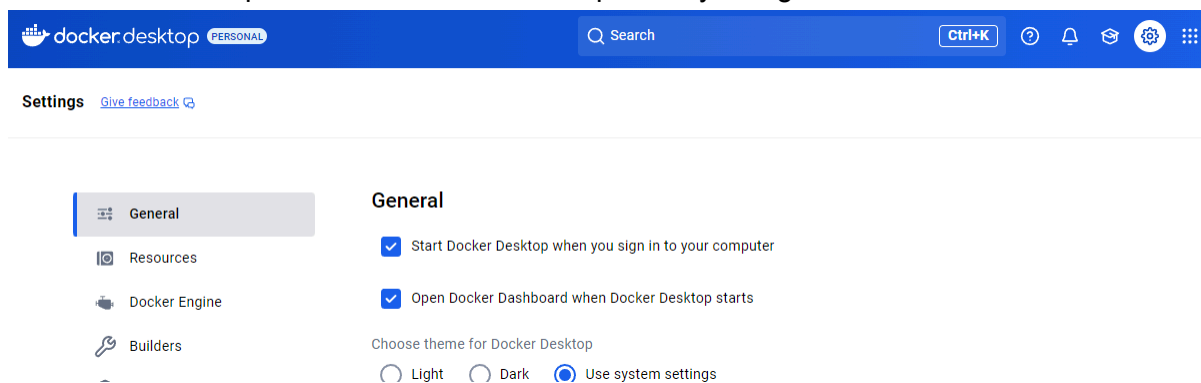 docker.desktop PERSONAL Search Ctrl+K
Settings Give feedback
General
Resources
Docker Engine
Builders
General
Start Docker Desktop when you sign in to your computer
Open Docker Dashboard when Docker Desktop starts
Choose theme for Docker Desktop
Light Dark Use system settings